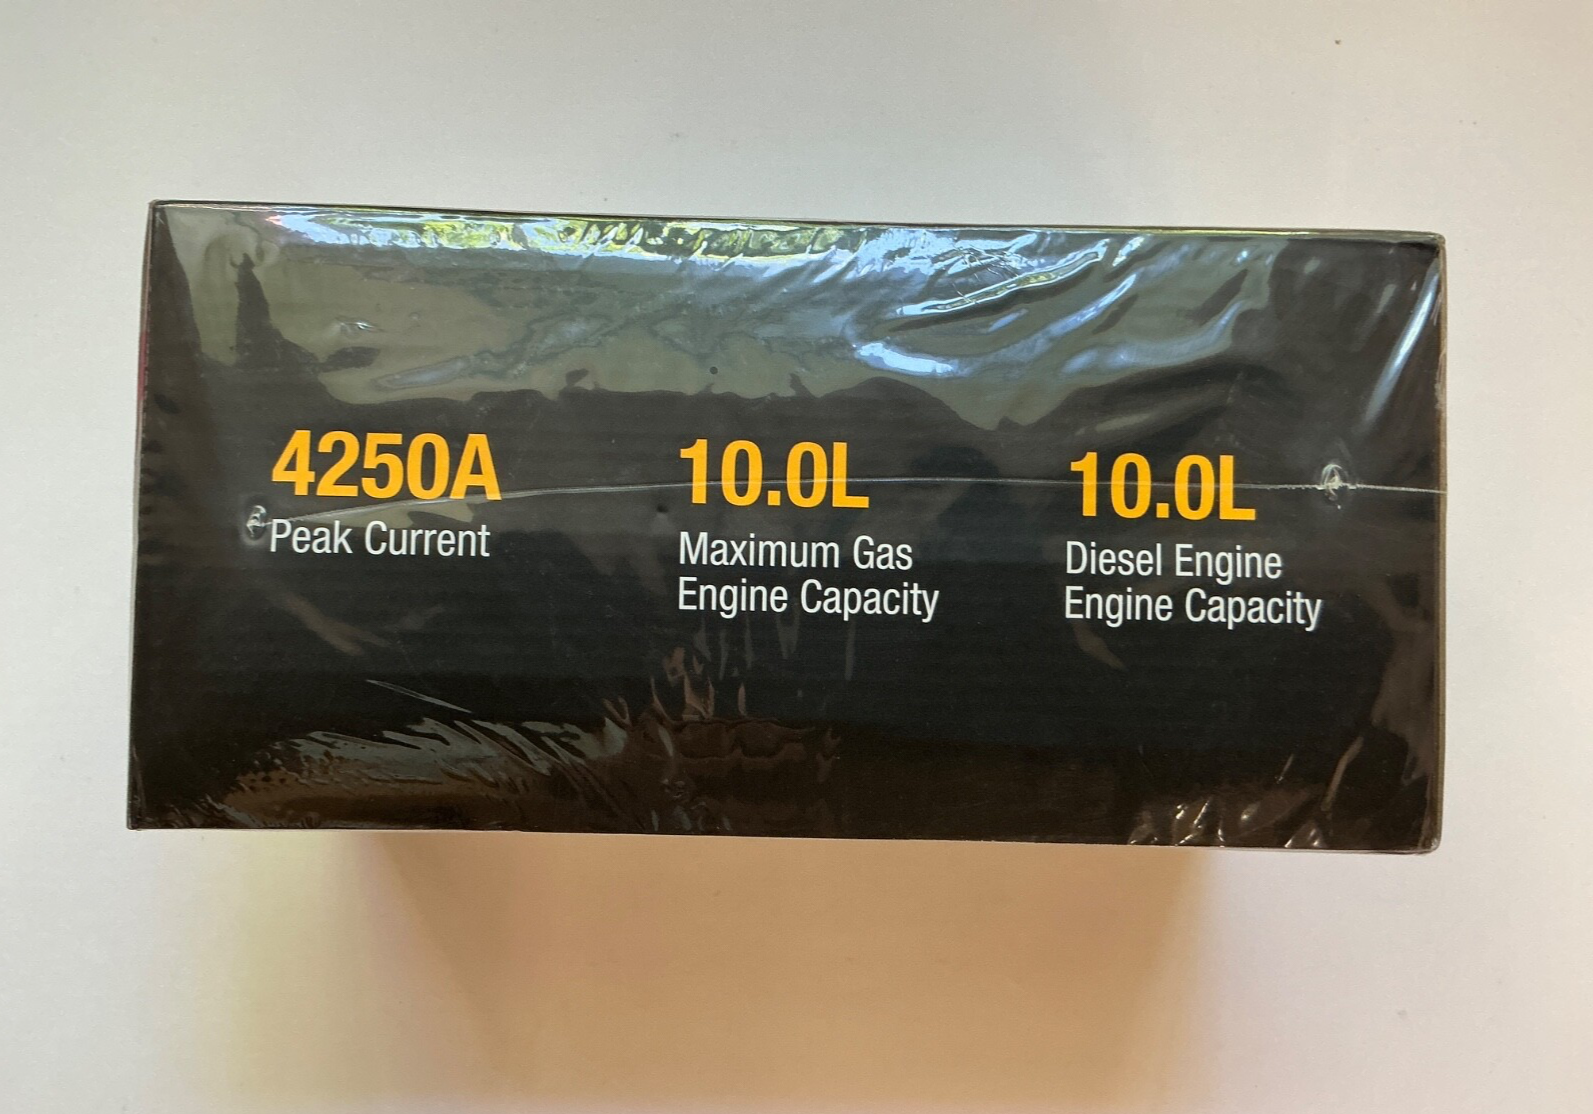 4250A
Peak Current
10.0L
Maximum Gas
Engine Capacity
10.0L
Diesel Engine
Engine Capacity